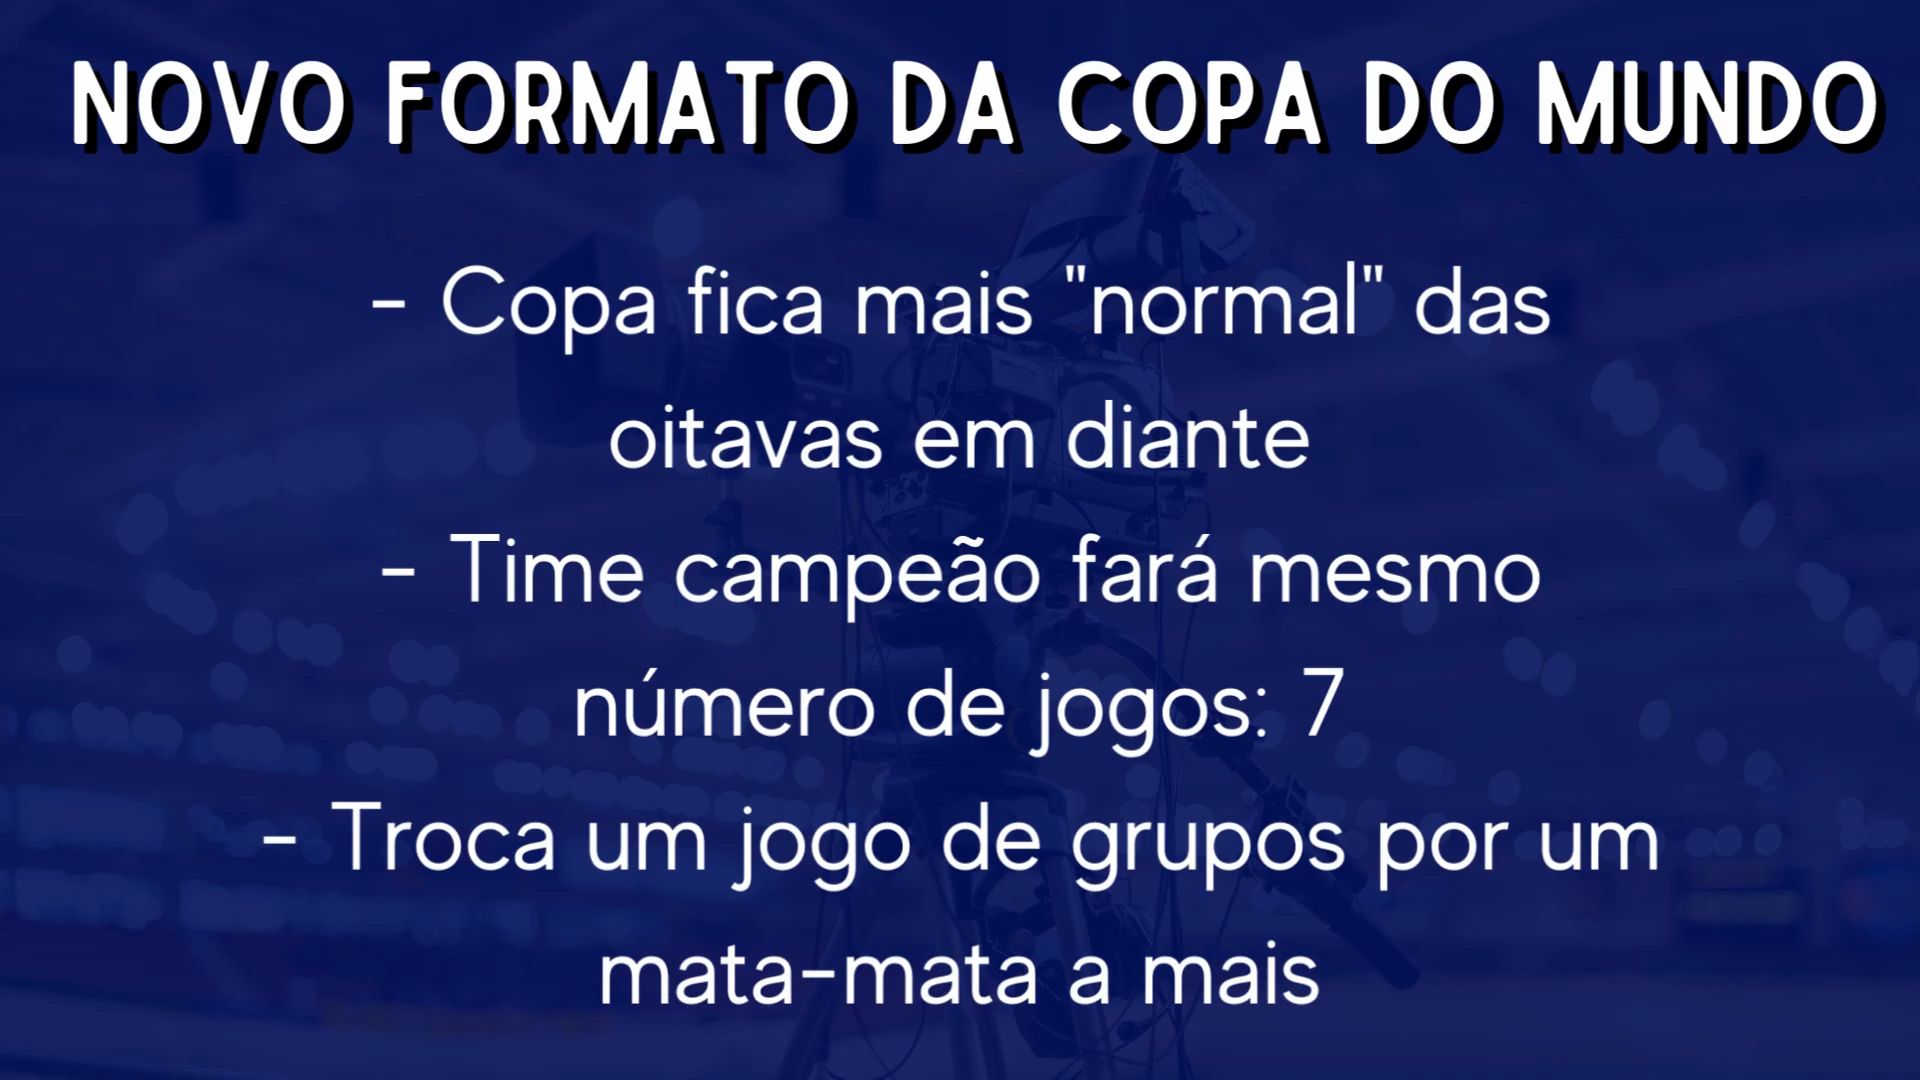 NOVO FORMATO DA COPA DO MUNDO
- Copa fica mais "normal" das
oitavas em diante
- Time campeão fará mesmo
número de jogos: 7
- Troca um jogo de grupos por um
mata-mata a mais